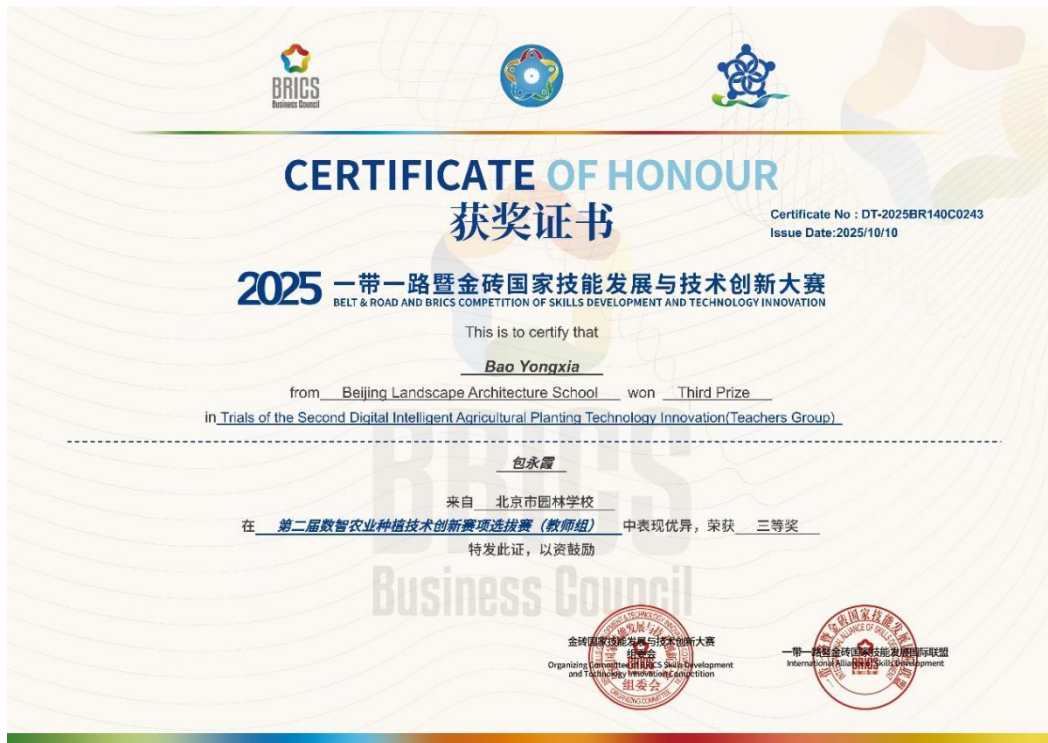 BRICS
Business Council
CERTIFICATE OF HONOUR
获奖证书
Certificate No : DT-2025BR140C0243
Issue Date:2025/10/10
2025 一带一路暨金砖国家技能发展与技术创新大赛
BELT & ROAD AND BRICS COMPETITION OF SKILLS DEVELOPMENT AND TECHNOLOGY INNOVATION
This is to certify that
Bao Yongxia
from Beijing Landscape Architecture School won Third Prize
in Trials of the Second Digital Intelligent Agricultural Planting Technology Innovation(Teachers Group)
包永霞
来自 北京市园林学校
在 第二届数智农业种植技术创新赛项选拔赛（教师组） 中表现优异，荣获 三等奖
特发此证，以资鼓励
BRICS
Business Council
金砖国家技能发展与技术创新大赛
组委会
Organizing Committee of BRICS Skills Development
and Technology Innovation Competition
组委会
ORGANIZING COMMITTEE
一带一路暨金砖国家技能发展国际联盟
International Alliance of Skills Development